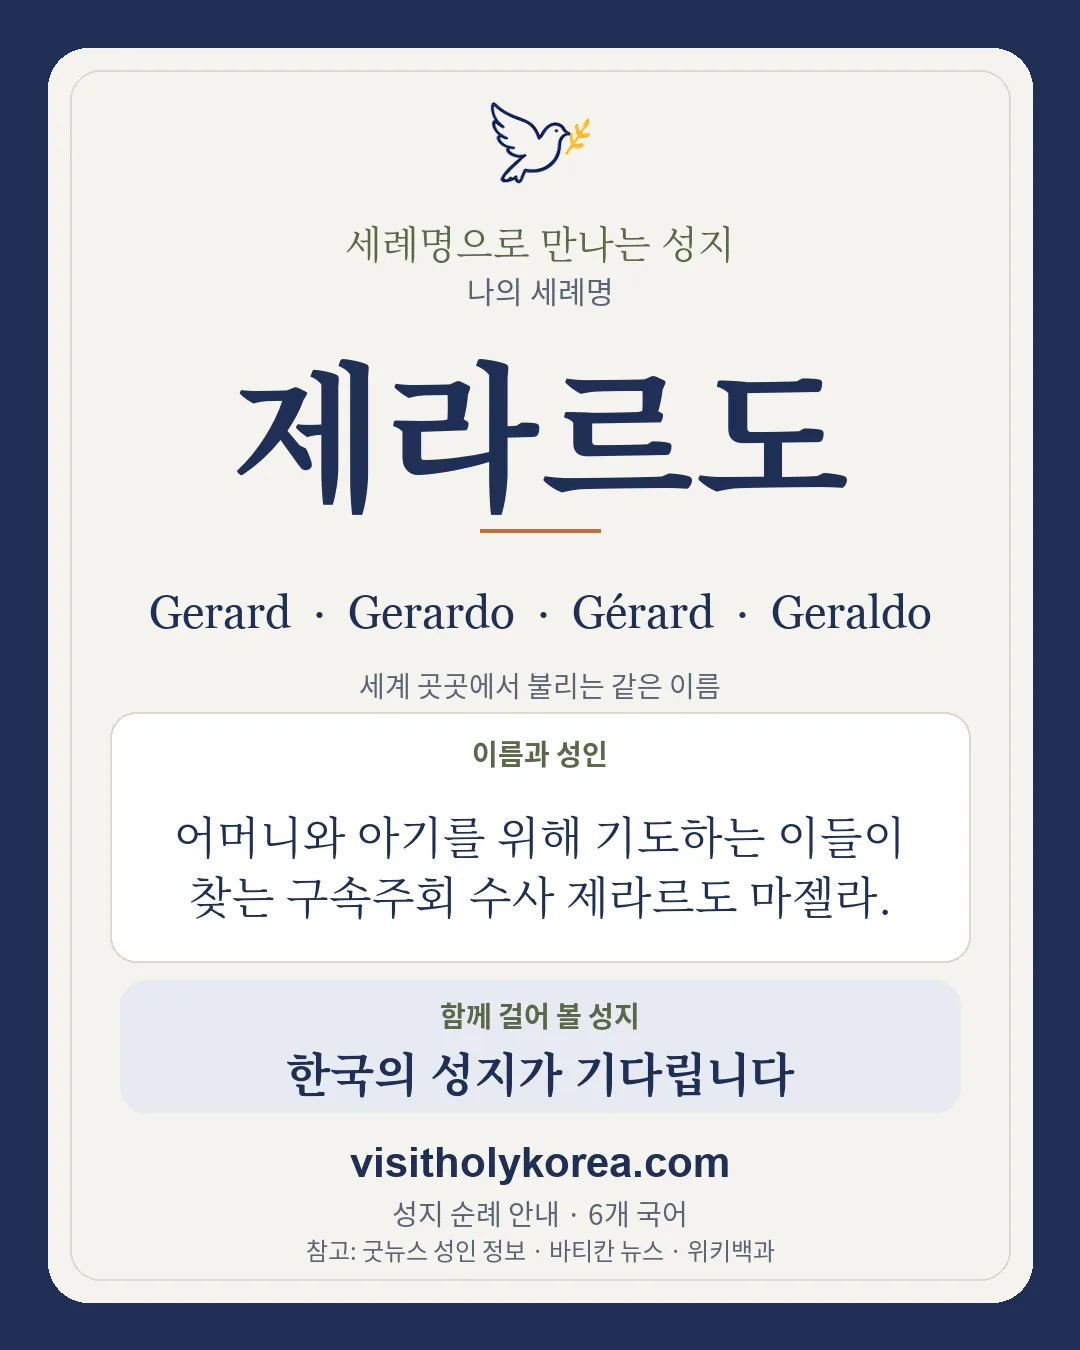 세례명으로 만나는 성지
나의 세례명
제라르도
Gerard · Gerardo · Gérard · Geraldo
세계 곳곳에서 불리는 같은 이름
이름과 성인
어머니와 아기를 위해 기도하는 이들이
찾는 구속주회 수사 제라르도 마젤라.
함께 걸어 볼 성지
한국의 성지가 기다립니다
visitholykorea.com
성지 순례 안내 · 6개 국어
참고: 굿뉴스 성인 정보 · 바티칸 뉴스 · 위키백과